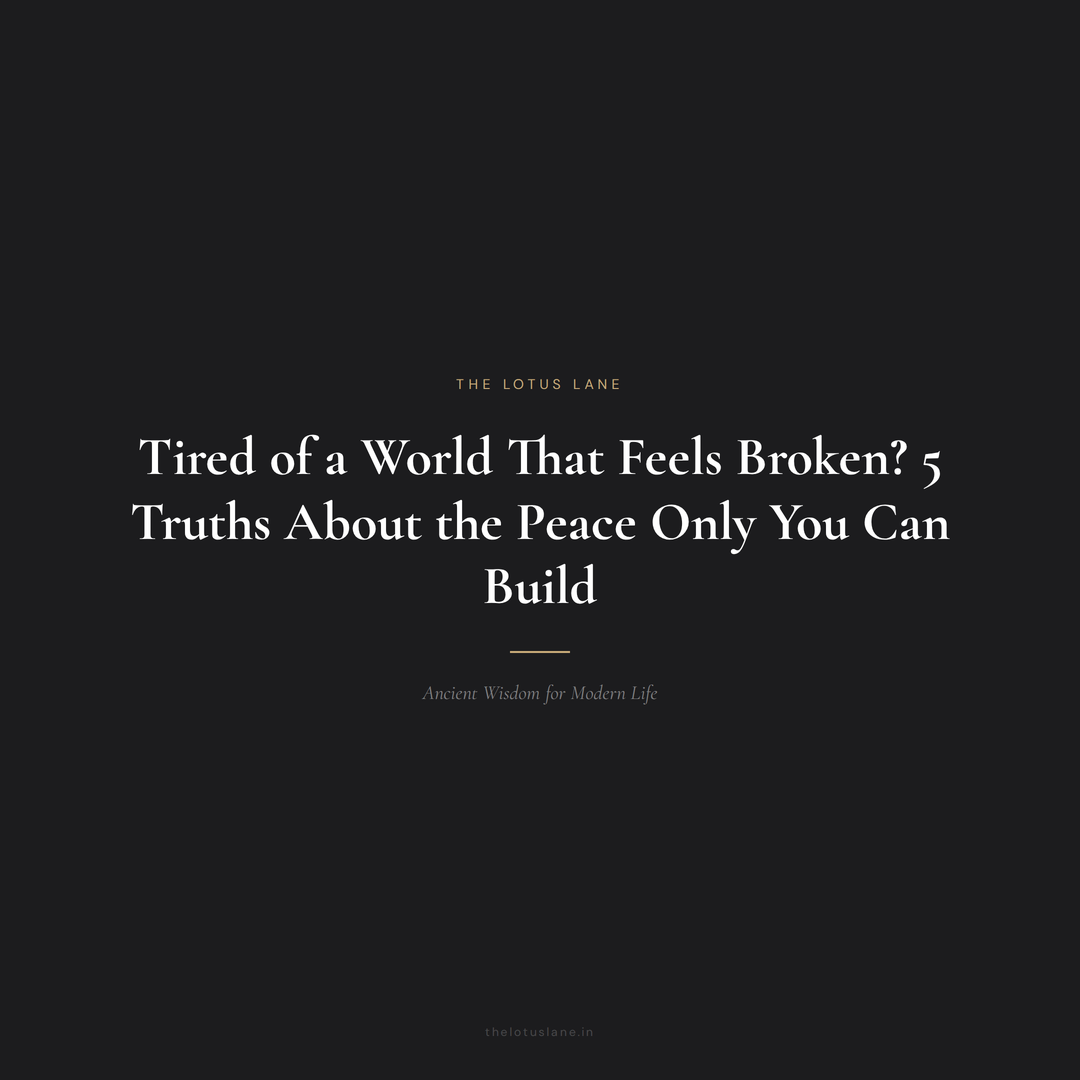 THE LOTUS LANE
Tired of a World That Feels Broken? 5
Truths About the Peace Only You Can
Build
Ancient Wisdom for Modern Life
thelotuslane.in